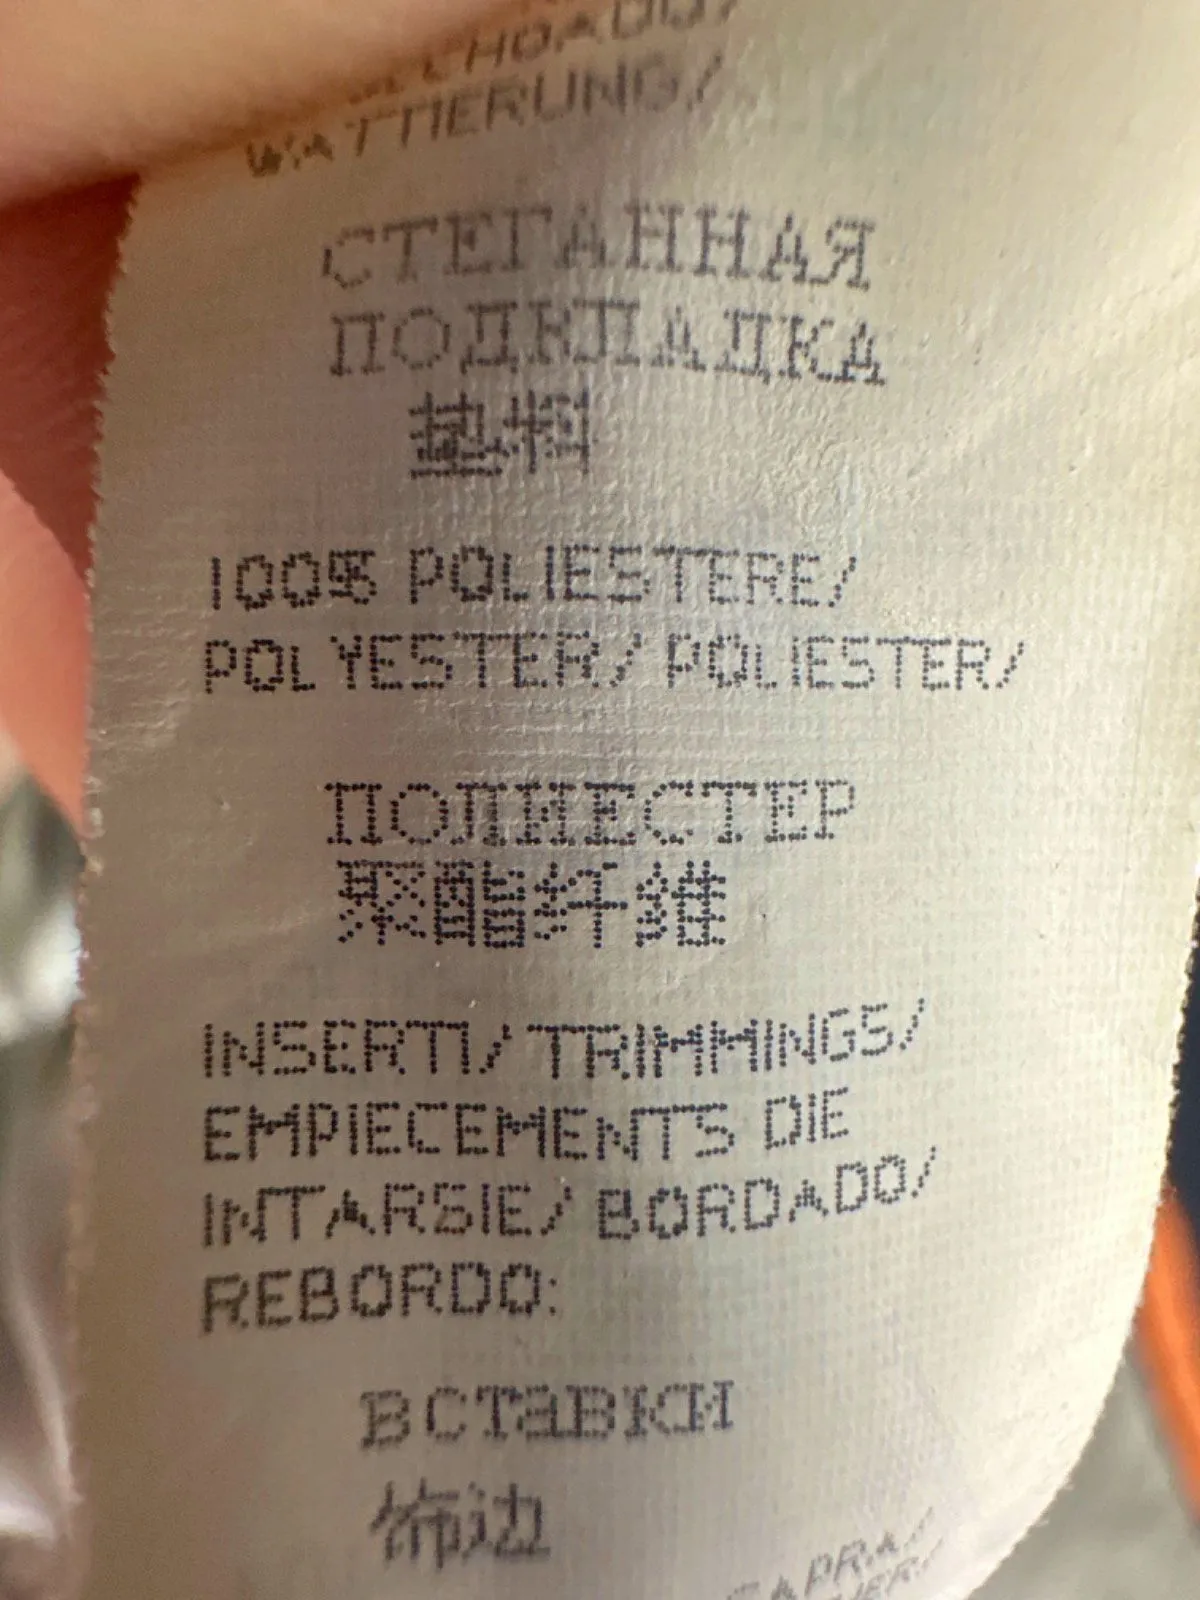 WATTIERUNG/
СТЕГАННАЯ
ПОДКЛАДКА
垫料
100% POLIESTERE/
POLYESTER/ POLIESTER/
ПОЛИЕСТЕР
聚酯纤维
INSERTI/ TRIMMINGS/
EMPIECEMENTS DE
INTARSIE/ BORDADO/
REBORDO:
ВСТАВКИ
饰边